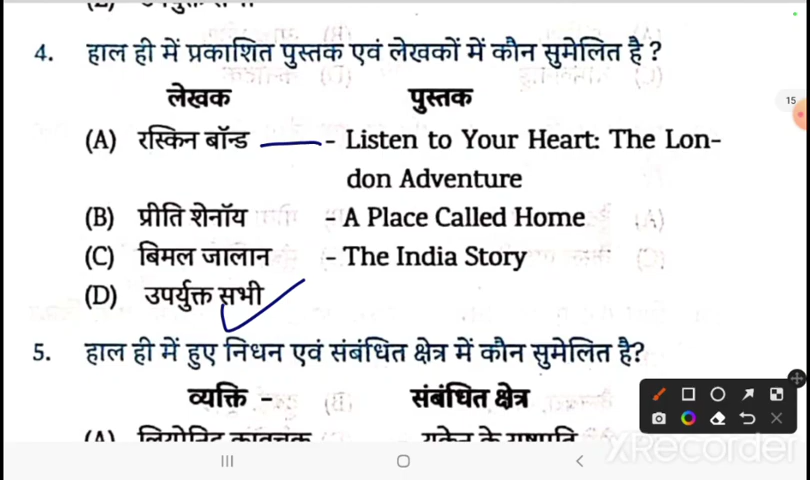 4. हाल ही में प्रकाशित पुस्तक एवं लेखकों में कौन सुमेलित है ?
लेखक पुस्तक
(A) रस्किन बॉन्ड - Listen to Your Heart: The Lon-
don Adventure
(B) प्रीति शेनॉय - A Place Called Home
(C) बिमल जालान - The India Story
(D) उपर्युक्त सभी
5. हाल ही में हुए निधन एवं संबंधित क्षेत्र में कौन सुमेलित है?
व्यक्ति - संबंधित क्षेत्र
(A)
15
XRecorder